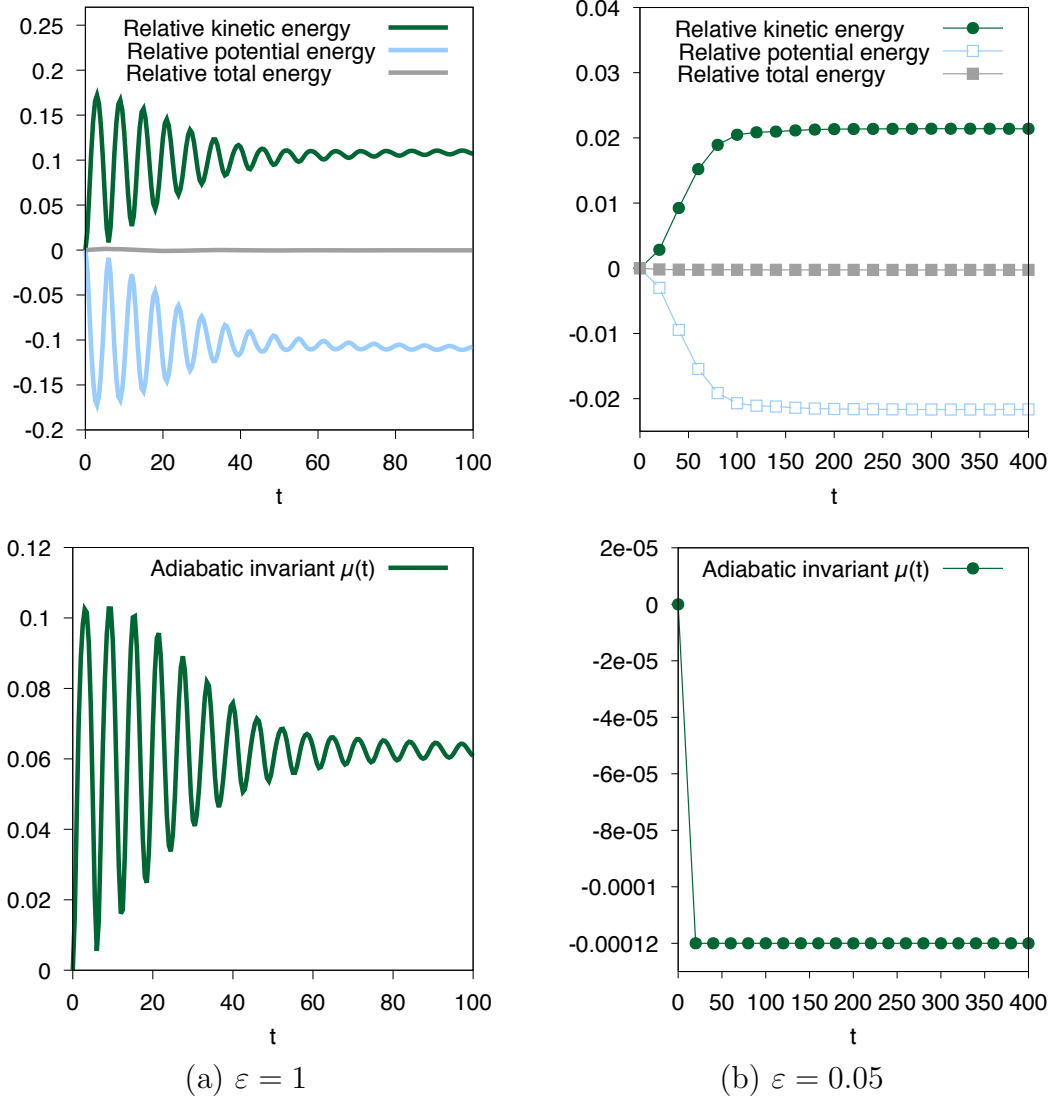 Relative kinetic energy
Relative potential energy
Relative total energy
0.25
0.2
0.15
0.1
0.05
0
-0.05
-0.1
-0.15
-0.2
0 20 40 60 80 100
t
Relative kinetic energy
Relative potential energy
Relative total energy
0.04
0.03
0.02
0.01
0
-0.01
-0.02
0 50 100 150 200 250 300 350 400
t
Adiabatic invariant μ(t)
0.12
0.1
0.08
0.06
0.04
0.02
0
0 20 40 60 80 100
t
(a) ε = 1
Adiabatic invariant μ(t)
2e-05
0
-2e-05
-4e-05
-6e-05
-8e-05
-0.0001
-0.00012
0 50 100 150 200 250 300 350 400
t
(b) ε = 0.05